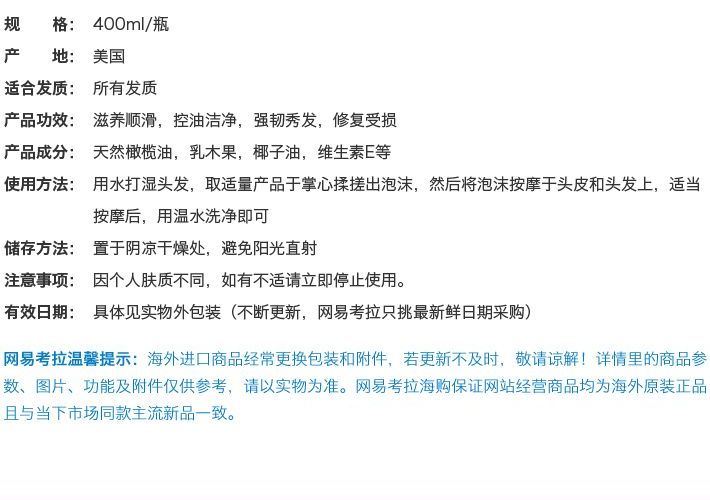 规　　格： 400ml/瓶
产　　地： 美国
适合发质： 所有发质
产品功效： 滋养顺滑，控油洁净，强韧秀发，修复受损
产品成分： 天然橄榄油，乳木果，椰子油，维生素E等
使用方法： 用水打湿头发，取适量产品于掌心揉搓出泡沫，然后将泡沫按摩于头皮和头发上，适当
按摩后，用温水洗净即可
储存方法： 置于阴凉干燥处，避免阳光直射
注意事项： 因个人肤质不同，如有不适请立即停止使用。
有效日期： 具体见实物外包装（不断更新，网易考拉只挑最新鲜日期采购）
网易考拉温馨提示：海外进口商品经常更换包装和附件，若更新不及时，敬请谅解！详情里的商品参
数、图片、功能及附件仅供参考，请以实物为准。网易考拉海购保证网站经营商品均为海外原装正品
且与当下市场同款主流新品一致。